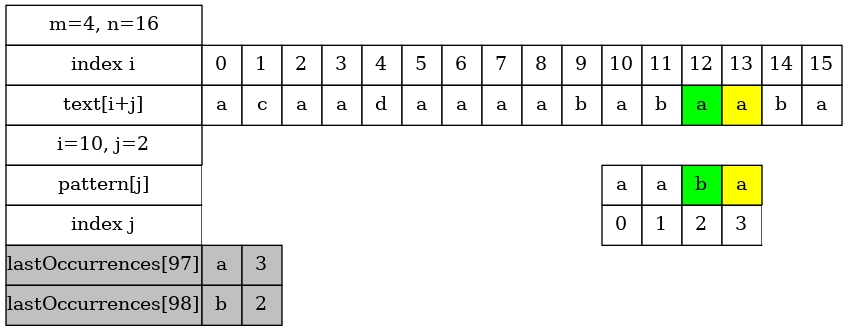 m=4, n=16
index i 0 1 2 3 4 5 6 7 8 9 10 11 12 13 14 15
text[i+j] a c a a d a a a a b a b a a b a
i=10, j=2
pattern[j] a a b a
index j 0 1 2 3
lastOccurrences[97] a 3
lastOccurrences[98] b 2